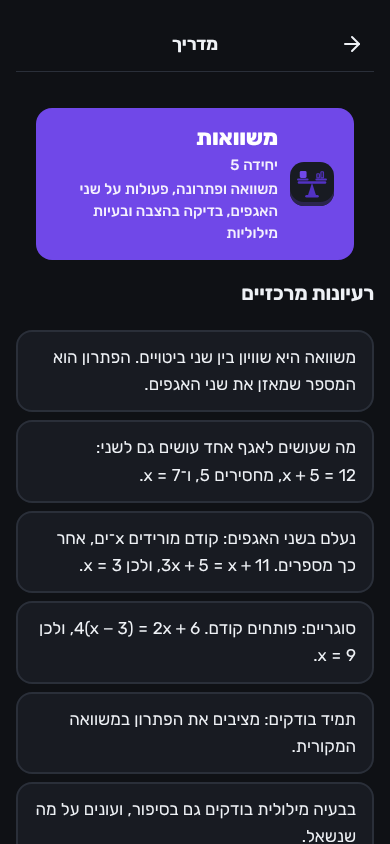 מדריך
משוואות
יחידה 5
משוואה ופתרונה, פעולות על שני
האגפים, בדיקה בהצבה ובעיות
מילוליות
רעיונות מרכזיים
משוואה היא שוויון בין שני ביטויים. הפתרון הוא
המספר שמאזן את שני האגפים.
מה שעושים לאגף אחד עושים גם לשני:
x + 5 = 12, מחסירים 5, ו־x = 7.
נעלם בשני האגפים: קודם מורידים x־ים, אחר
כך מספרים. 3x + 5 = x + 11, ולכן x = 3.
סוגריים: פותחים קודם. 4(x − 3) = 2x + 6, ולכן
x = 9.
תמיד בודקים: מציבים את הפתרון במשוואה
המקורית.
בבעיה מילולית בודקים גם בסיפור, ועונים על מה
שנשאל.